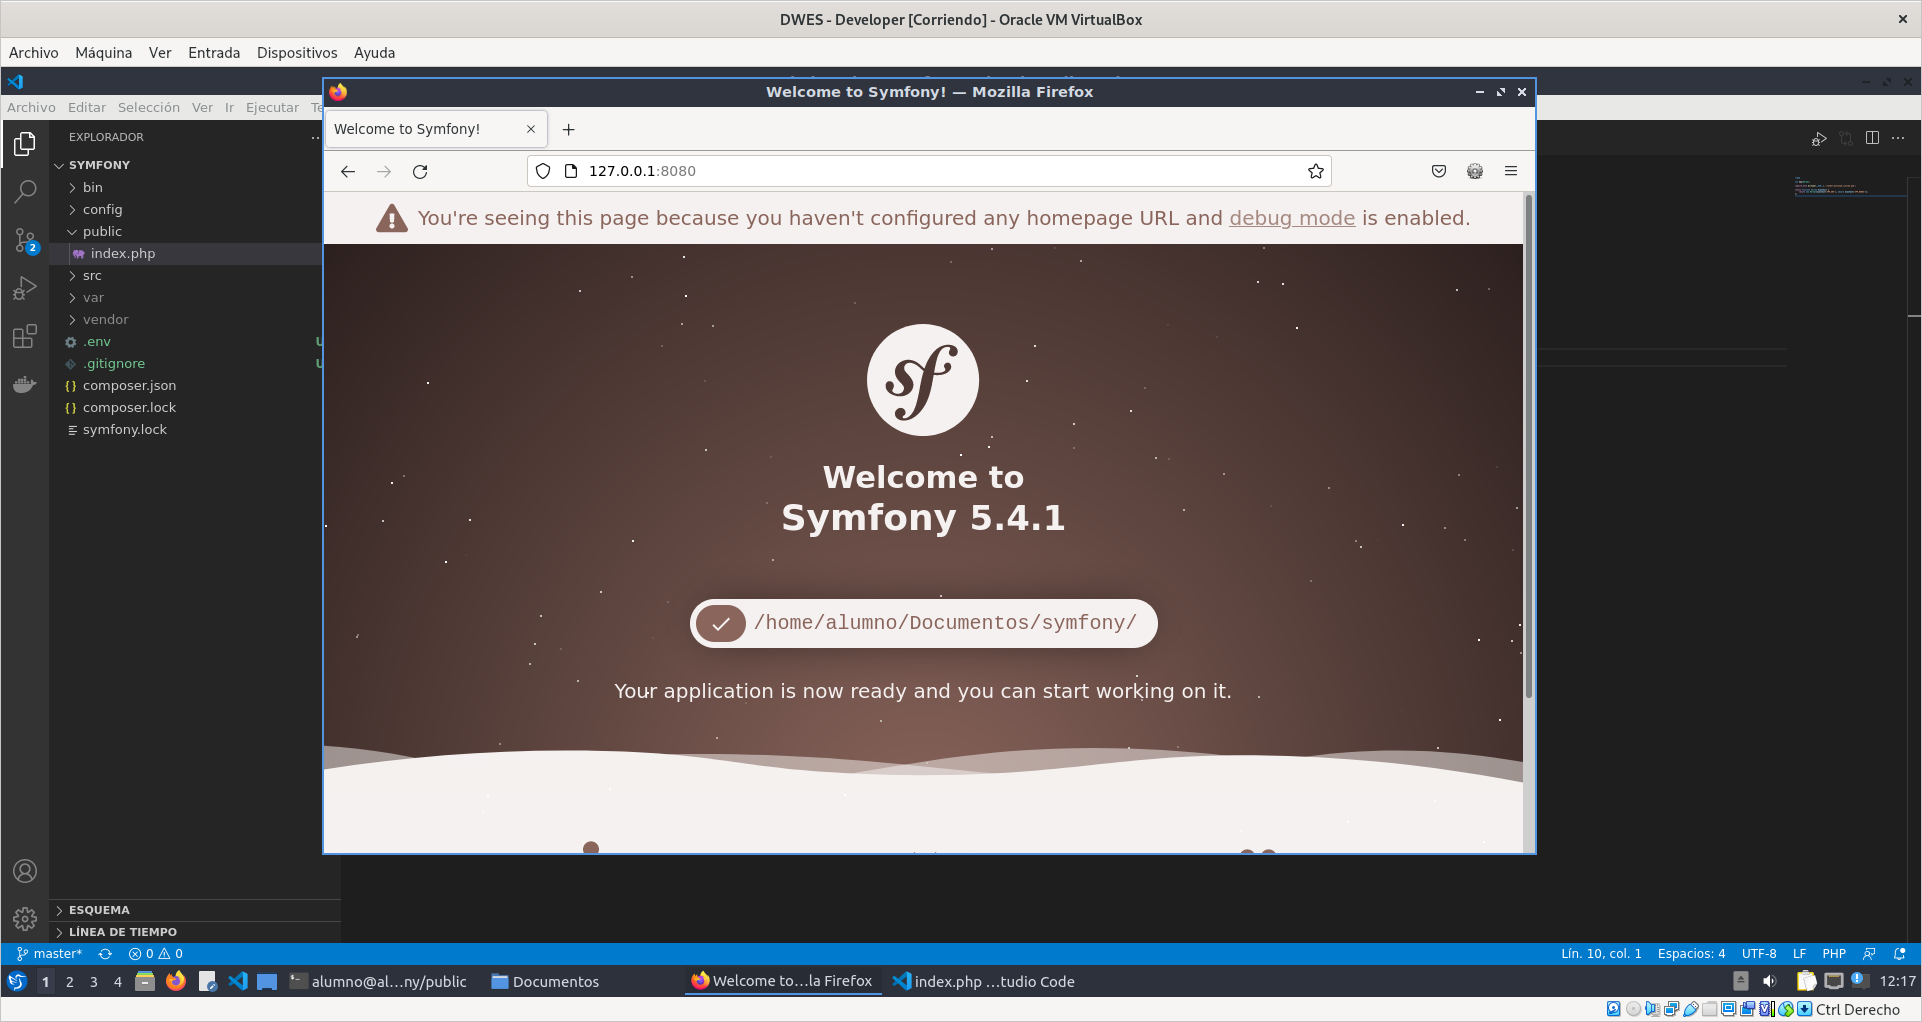 DWES - Developer [Corriendo] - Oracle VM VirtualBox
Archivo Máquina Ver Entrada Dispositivos Ayuda
Archivo Editar Selección Ver Ir Ejecutar Te
Welcome to Symfony! — Mozilla Firefox
Welcome to Symfony!
127.0.0.1:8080
EXPLORADOR
SYMFONY
bin
config
public
index.php
src
var
vendor
.env U
.gitignore U
composer.json
composer.lock
symfony.lock
2
You're seeing this page because you haven't configured any homepage URL and debug mode is enabled.
sf
Welcome to
Symfony 5.4.1
/home/alumno/Documentos/symfony/
Your application is now ready and you can start working on it.
ESQUEMA
LÍNEA DE TIEMPO
master* 0 0 Lín. 10, col. 1 Espacios: 4 UTF-8 LF PHP
1 2 3 4 alumno@al...ny/public Documentos Welcome to...la Firefox index.php ...tudio Code 12:17
Ctrl Derecho